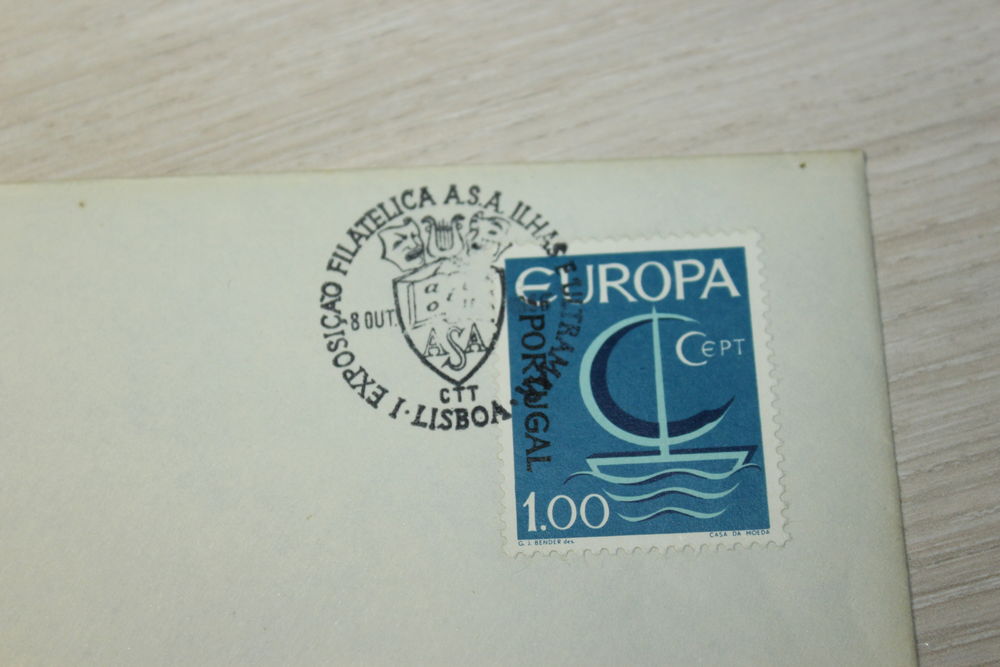 I EXPOSIÇÃO FILATELICA A.S.A. ILHAS E ULTRAMAR
8 OUT.
ASA
CTT
LISBOA
EUROPA
CEPT
PORTUGAL
1.00
G. J. BENDER des.
CASA DA MOEDA